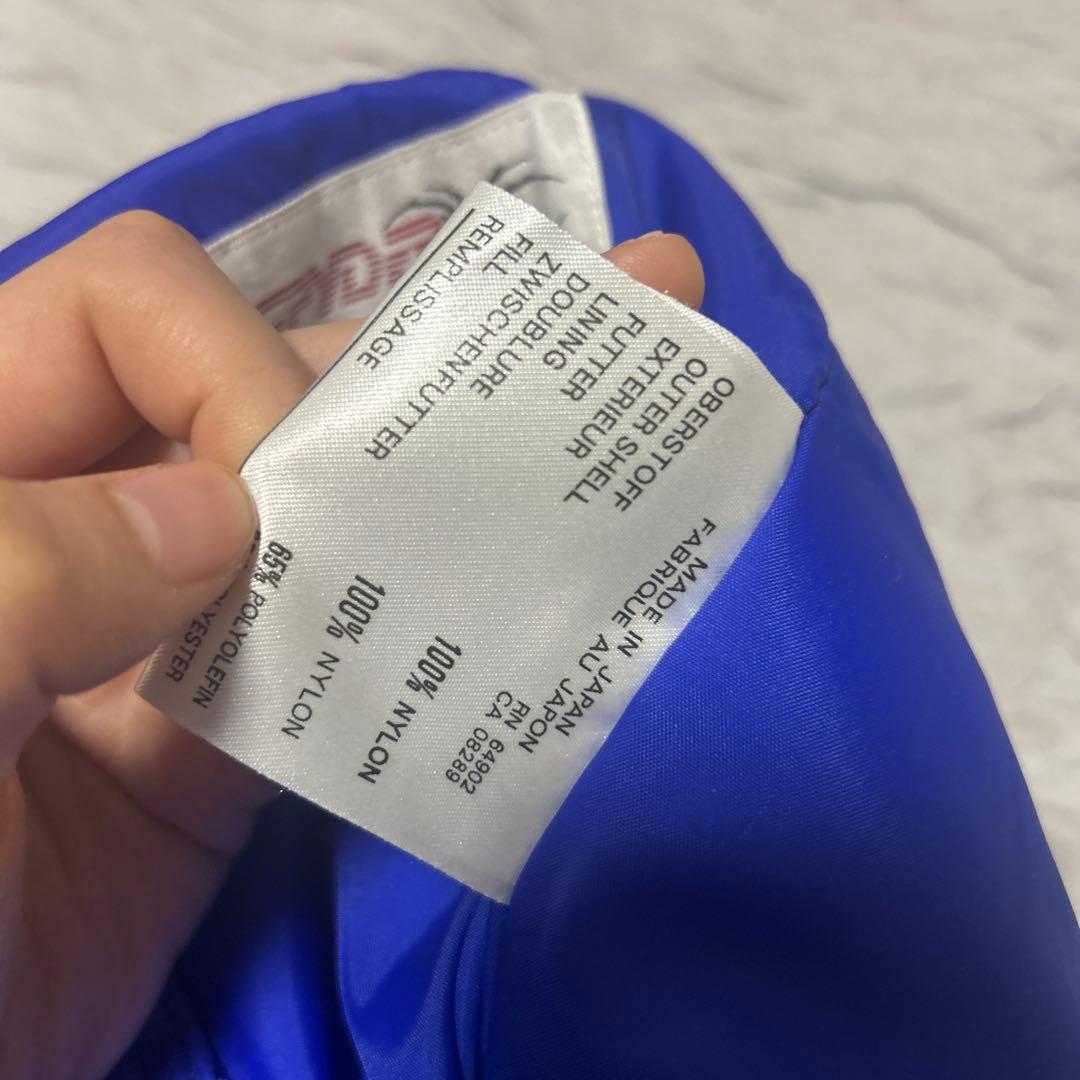 MADE IN JAPAN
FABRIQUE AU JAPON
RN 64902
CA 08289
OBERSTOFF
OUTER SHELL 100% NYLON
EXTERIEUR
FUTTER
LINING 100% NYLON
DOUBLURE
ZWISCHENFUTTER 65% POLYOLEFIN
FILL
REMPLISSAGE